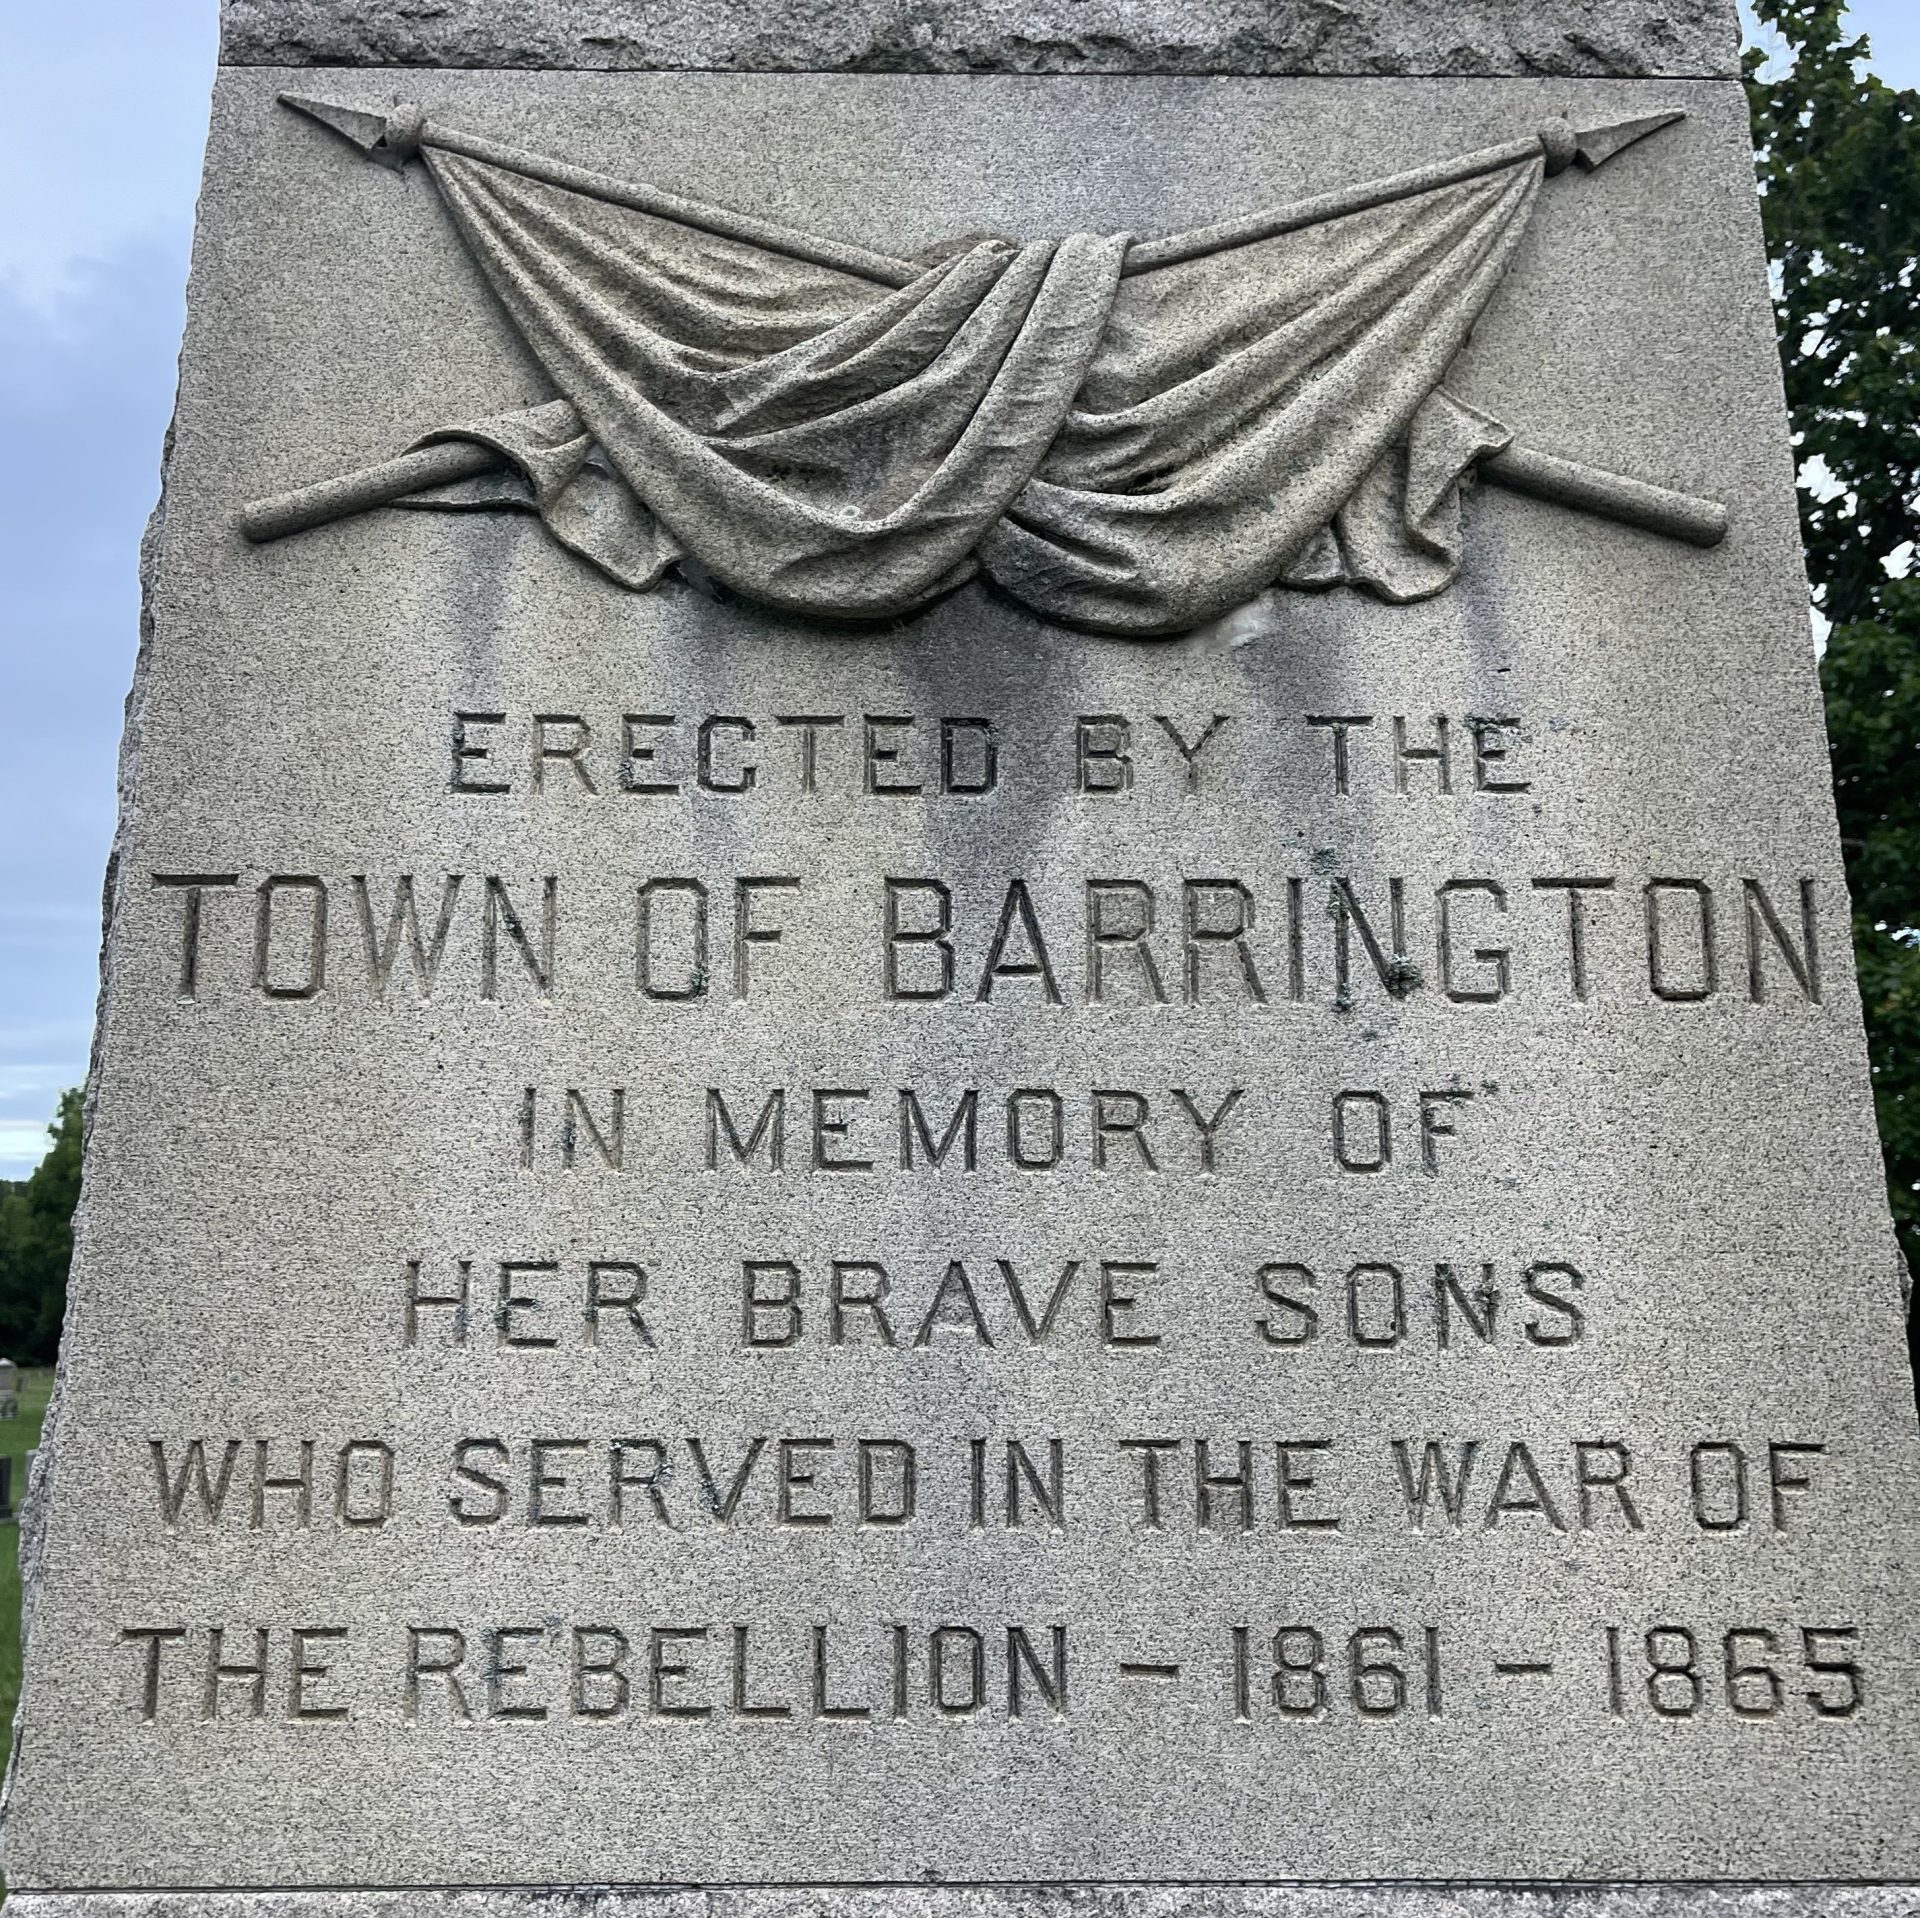 ERECTED BY THE
TOWN OF BARRINGTON
IN MEMORY OF
HER BRAVE SONS
WHO SERVED IN THE WAR OF
THE REBELLION - 1861 - 1865